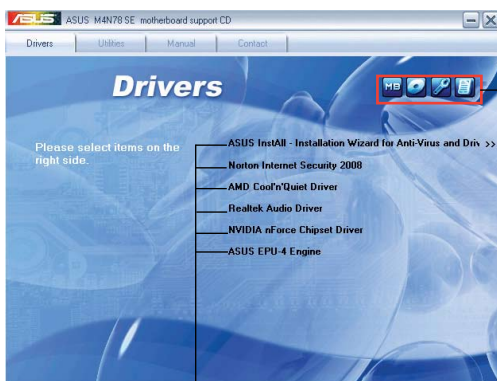 ASUS ASUS M4N78 SE motherboard support CD
Drivers Utilities Manual Contact
Drivers
MB
Please select items on the
right side.
ASUS InstAll - Installation Wizard for Anti-Virus and Driv >>
Norton Internet Security 2008
AMD Cool'n'Quiet Driver
Realtek Audio Driver
NVIDIA nForce Chipset Driver
ASUS EPU-4 Engine